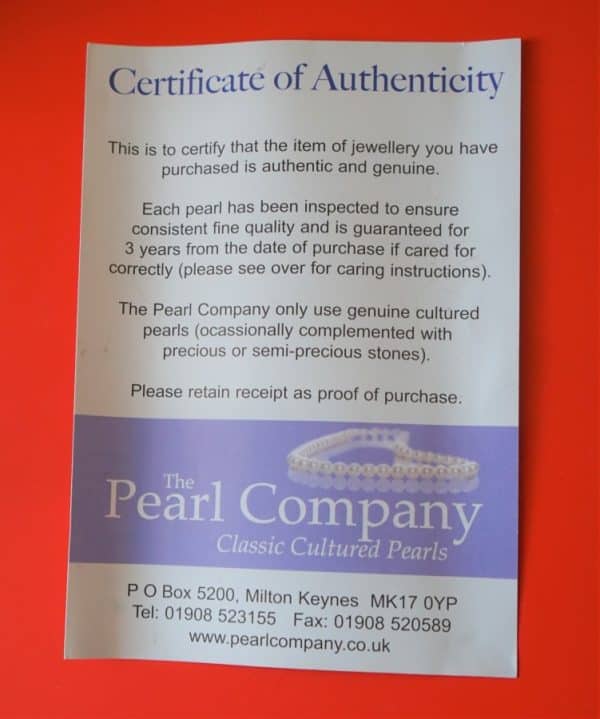 Certificate of Authenticity
This is to certify that the item of jewellery you have
purchased is authentic and genuine.
Each pearl has been inspected to ensure
consistent fine quality and is guaranteed for
3 years from the date of purchase if cared for
correctly (please see over for caring instructions).
The Pearl Company only use genuine cultured
pearls (ocassionally complemented with
precious or semi-precious stones).
Please retain receipt as proof of purchase.
The
Pearl Company
Classic Cultured Pearls
P O Box 5200, Milton Keynes MK17 0YP
Tel: 01908 523155 Fax: 01908 520589
www.pearlcompany.co.uk